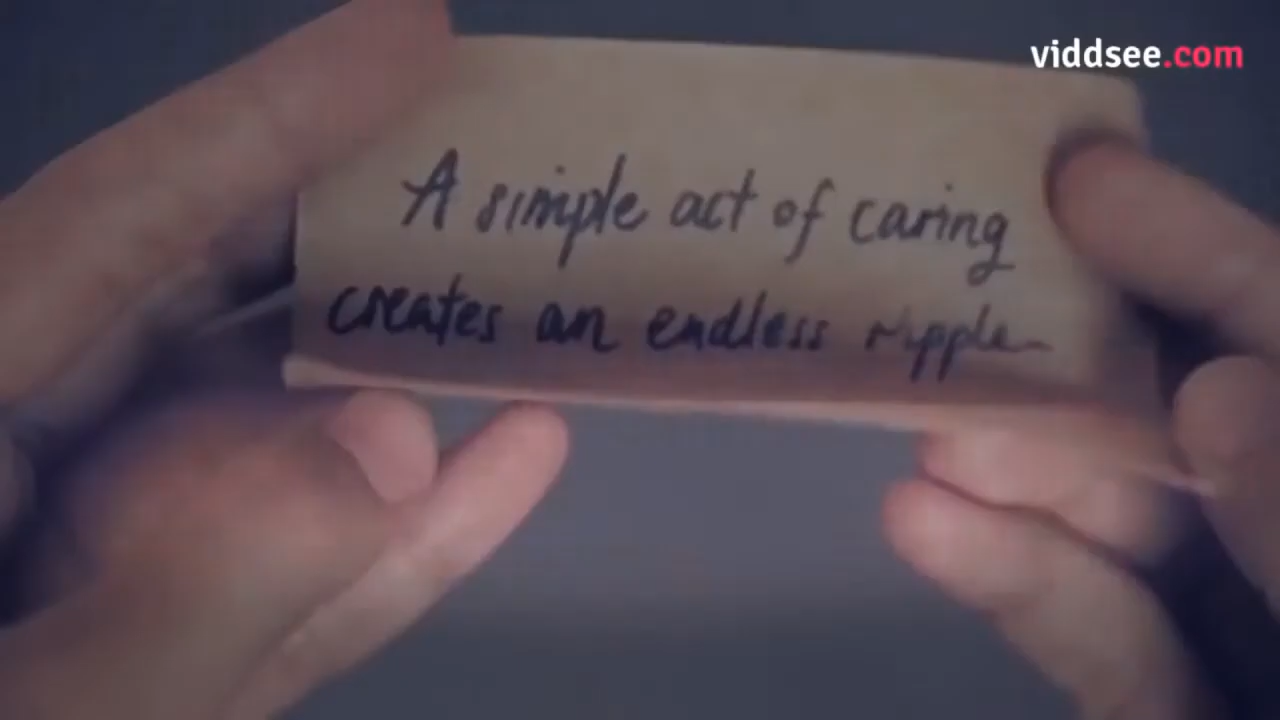 viddsee.com
A simple act of caring
creates an endless ripple